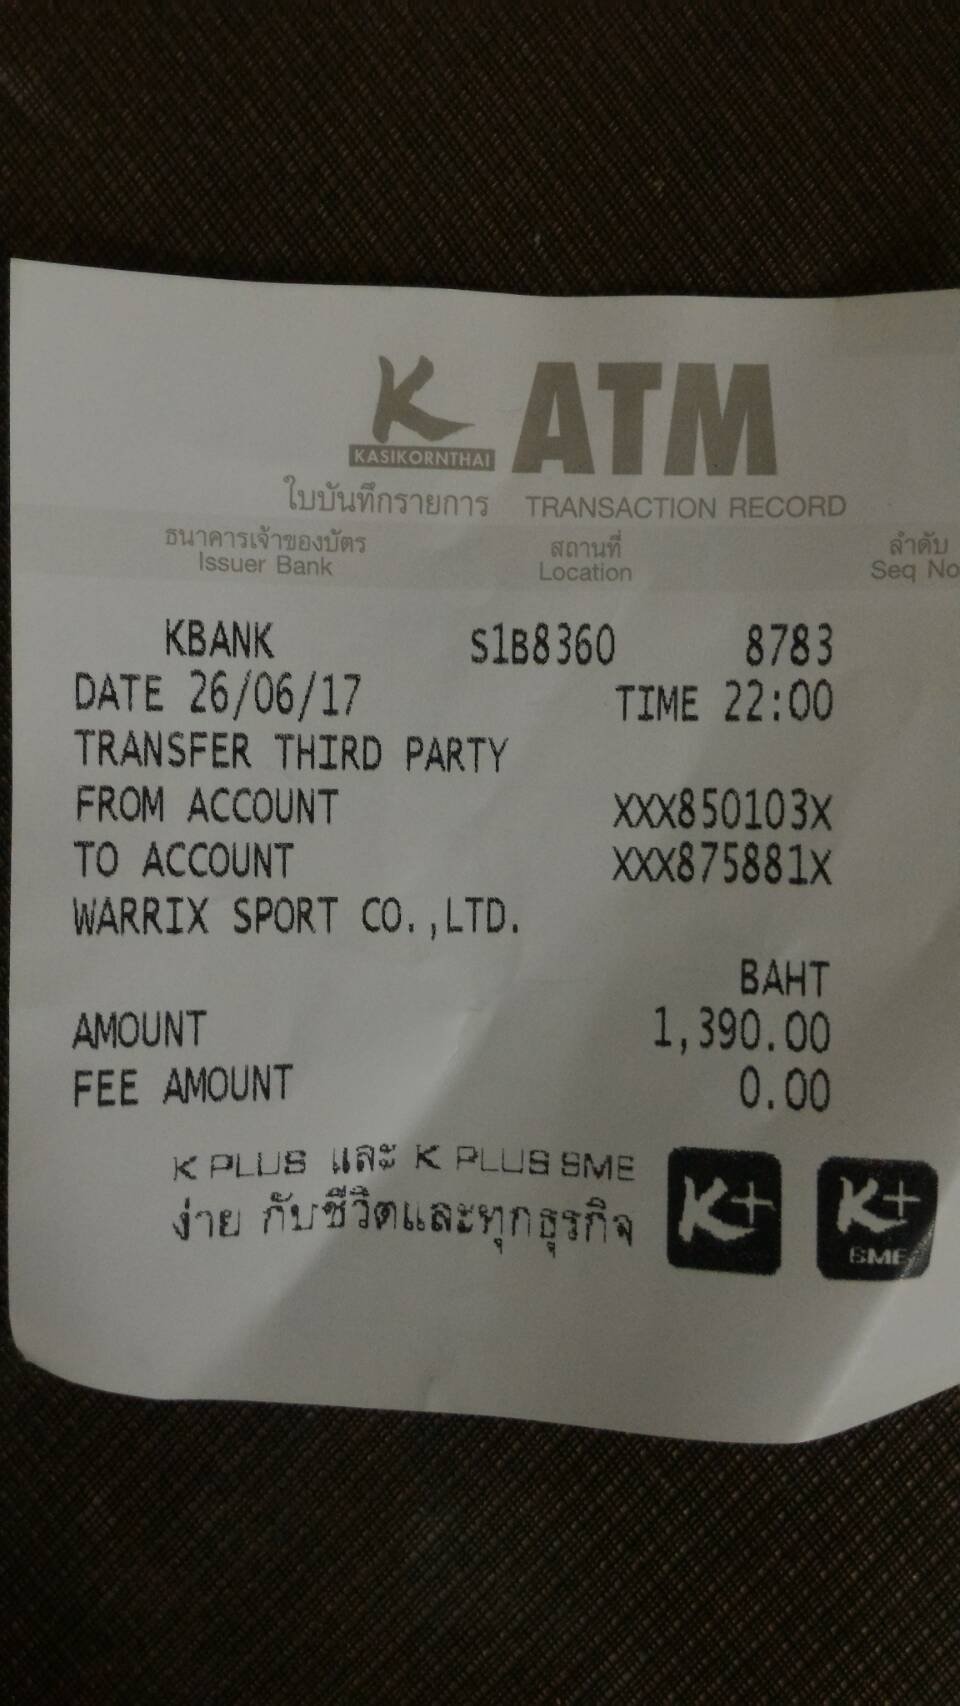 K ATM
KASIKORNTHAI
ใบบันทึกรายการ TRANSACTION RECORD
ธนาคารเจ้าของบัตร สถานที่ ลำดับ
Issuer Bank Location Seq No
KBANK S1B8360 8783
DATE 26/06/17 TIME 22:00
TRANSFER THIRD PARTY
FROM ACCOUNT XXX850103X
TO ACCOUNT XXX875881X
WARRIX SPORT CO.,LTD.
BAHT
AMOUNT 1,390.00
FEE AMOUNT 0.00
K PLUS และ K PLUS SME
ง่าย กับชีวิตและทุกธุรกิจ
K+ K+
SME